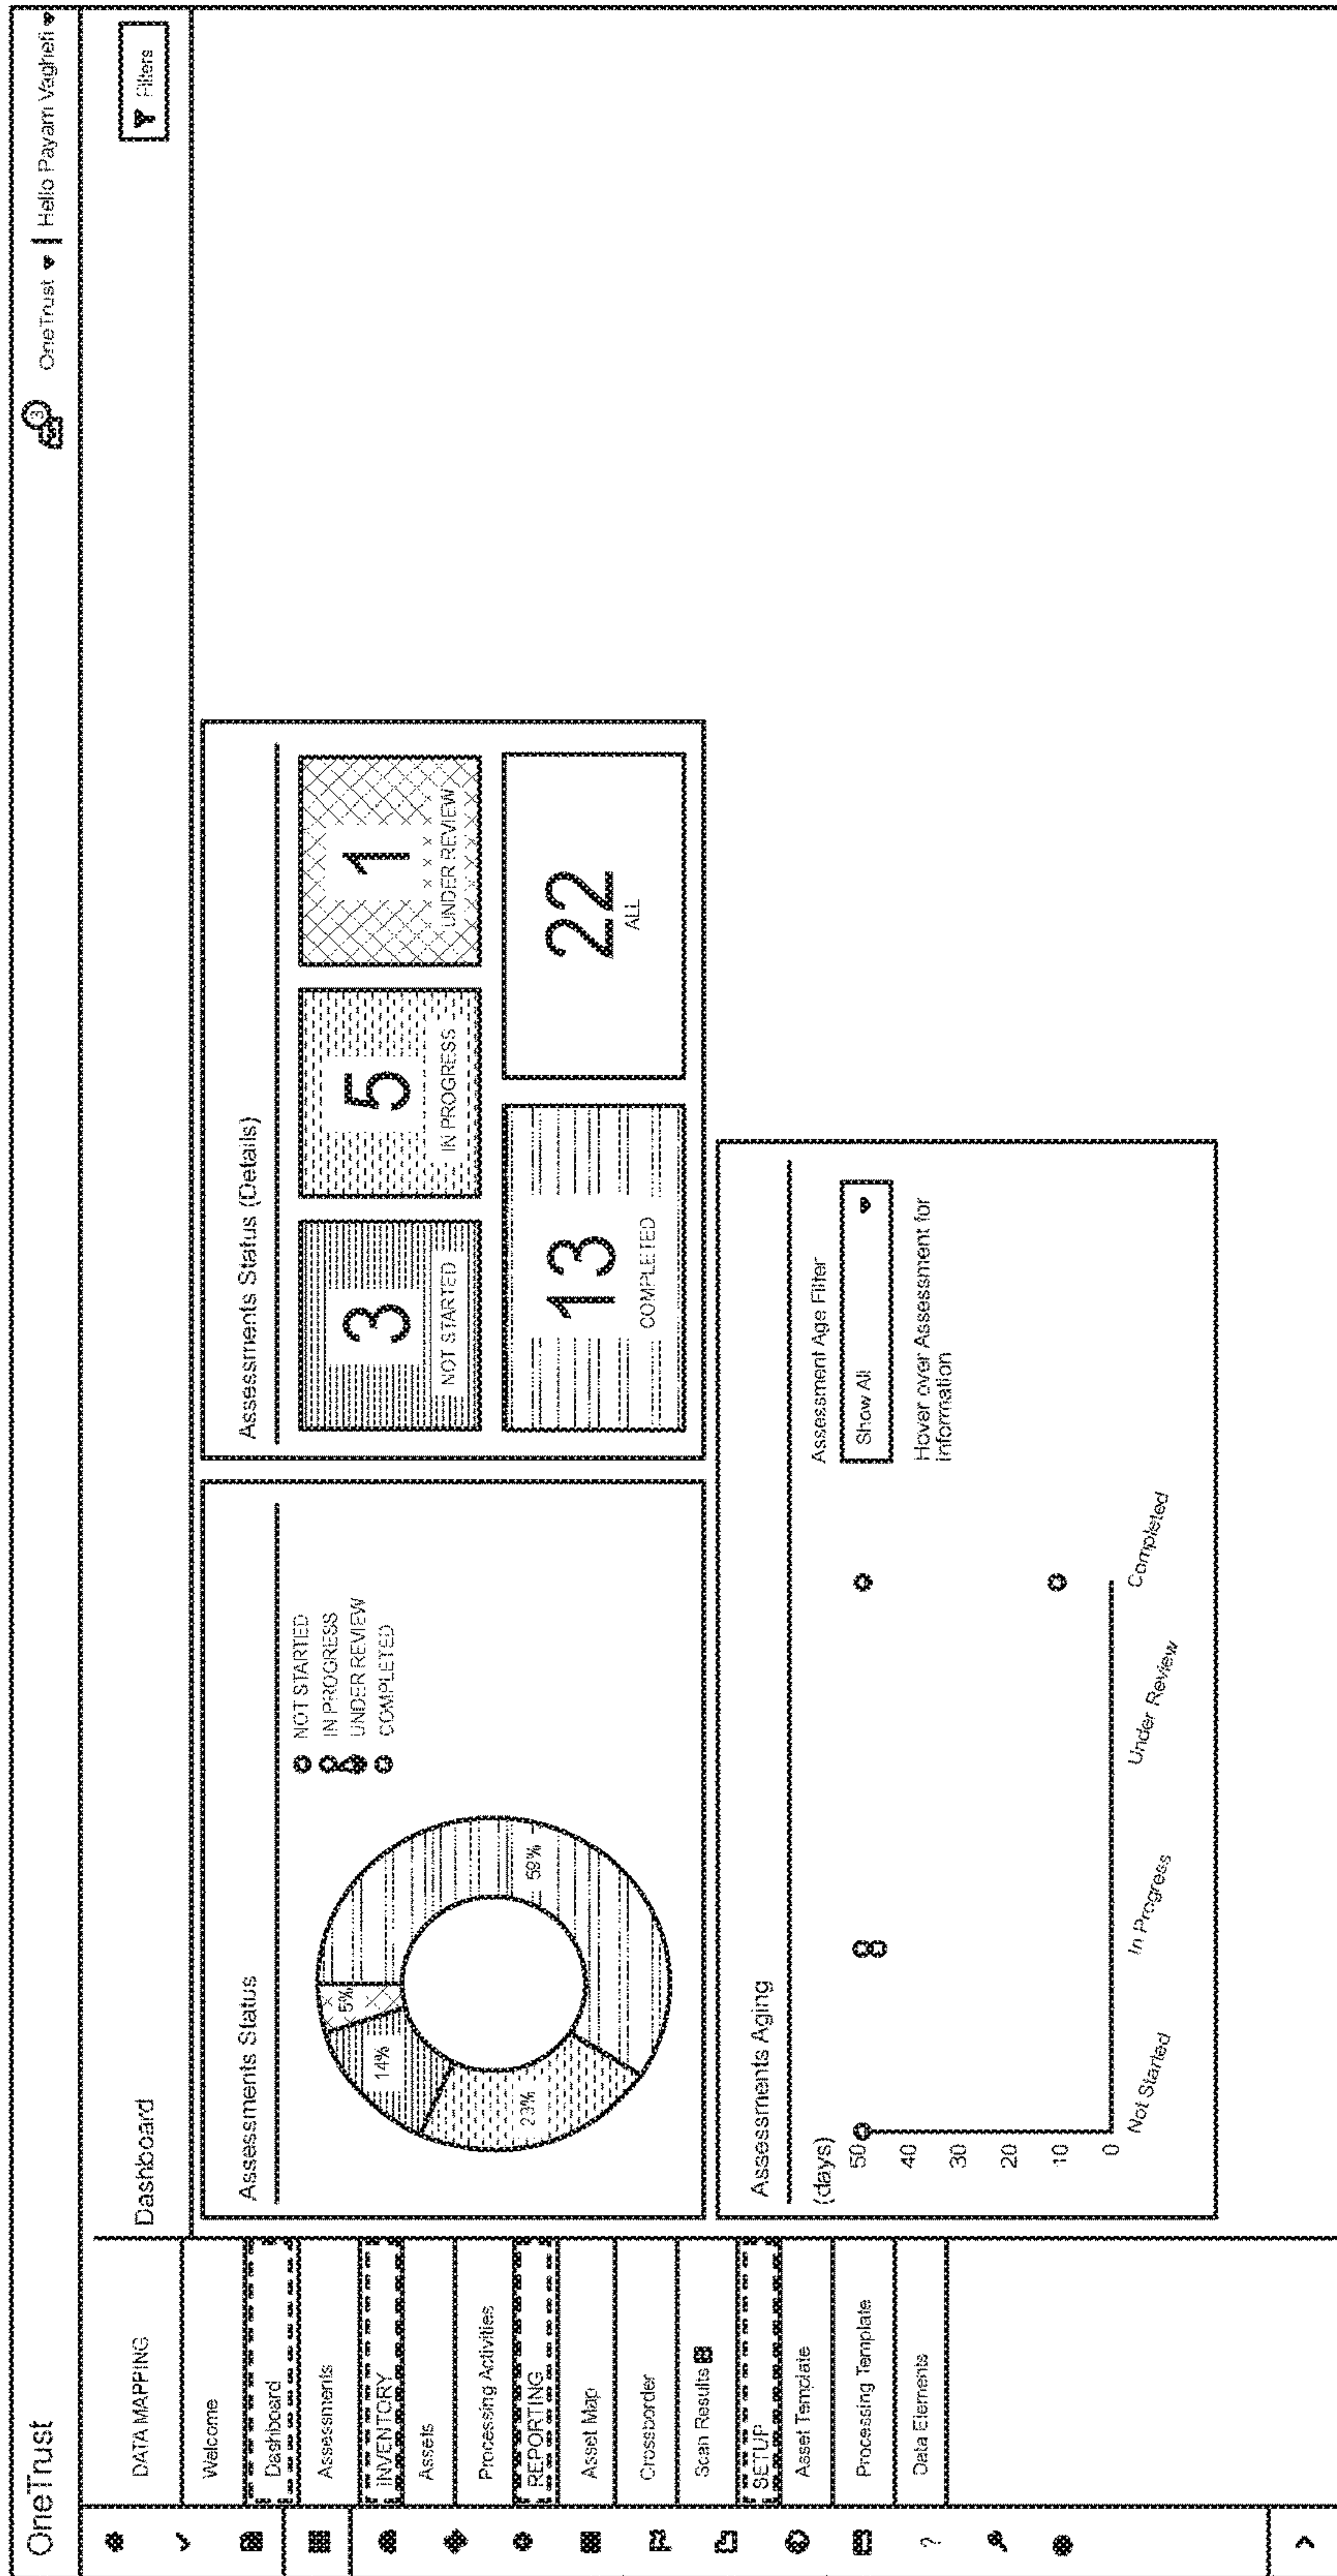 OneTrust
3
OneTrust
Hello Payam Vaghefi
DATA MAPPING
Welcome
Dashboard
Assessments
INVENTORY
Assets
Processing Activities
REPORTING
Asset Map
Crossborder
Scan Results
SETUP
Asset Template
Processing Template
Data Elements
?
Dashboard
Filters
Assessments Status
5%
14%
23%
59%
NOT STARTED
IN PROGRESS
UNDER REVIEW
COMPLETED
Assessments Status (Details)
3
NOT STARTED
5
IN PROGRESS
1
UNDER REVIEW
13
COMPLETED
22
ALL
Assessments Aging
(days)
50
40
30
20
10
0
Not Started
In Progress
Under Review
Completed
Assessment Age Filter
Show All
Hover over Assessment for
information